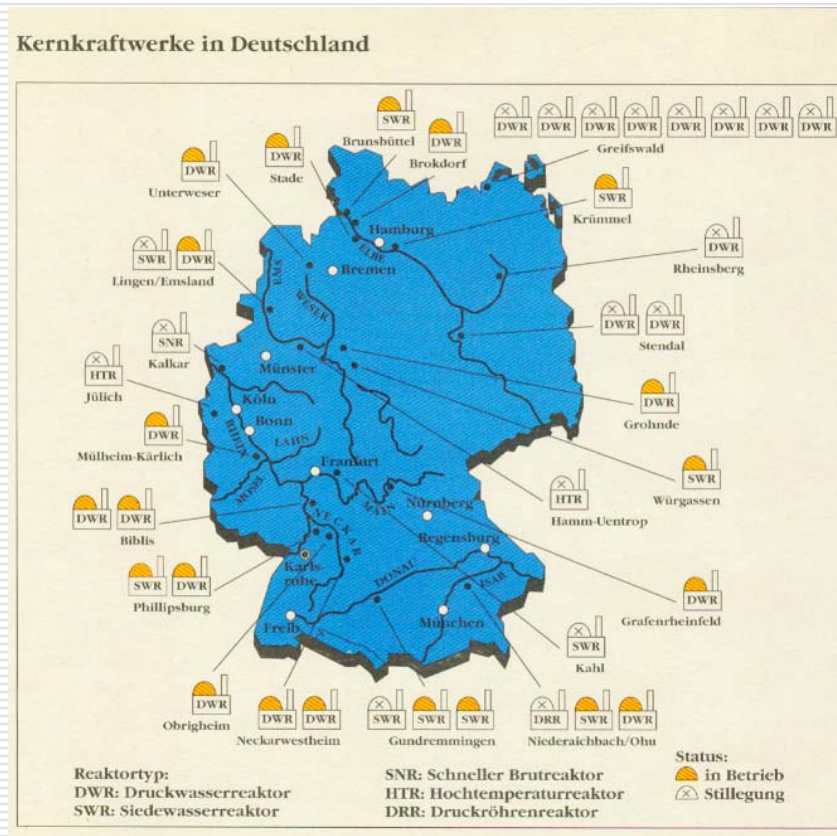 Kernkraftwerke in Deutschland
SWR
Brunsbüttel
DWR
Brokdorf
DWR DWR DWR DWR DWR DWR DWR DWR
Greifswald
DWR
Stade
DWR
Unterweser
SWR
Krümmel
Hamburg
ELBE
DWR
Rheinsberg
SWR DWR
Lingen/Emsland
EMS
Bremen
WESER
DWR DWR
Stendal
SNR
Kalkar
HTR
Jülich
Münster
Köln
Bonn
RHEIN
LAHN
DWR
Grohnde
DWR
Mülheim-Kärlich
SWR
Würgassen
MOSEL
Franfurt
MAIN
HTR
Hamm-Uentrop
DWR DWR
Biblis
Nürnberg
NECKAR
Regensburg
Karls-
ruhe
SWR DWR
Phillipsburg
DONAU
ISAR
DWR
Grafenrheinfeld
Freib
München
SWR
Kahl
DWR
Obrigheim
DWR DWR
Neckarwestheim
SWR SWR SWR
Gundremmingen
DRR SWR DWR
Niederaichbach/Ohu
Reaktortyp:
DWR: Druckwasserreaktor
SWR: Siedewasserreaktor
SNR: Schneller Brutreaktor
HTR: Hochtemperaturreaktor
DRR: Druckröhrenreaktor
Status:
in Betrieb
Stillegung